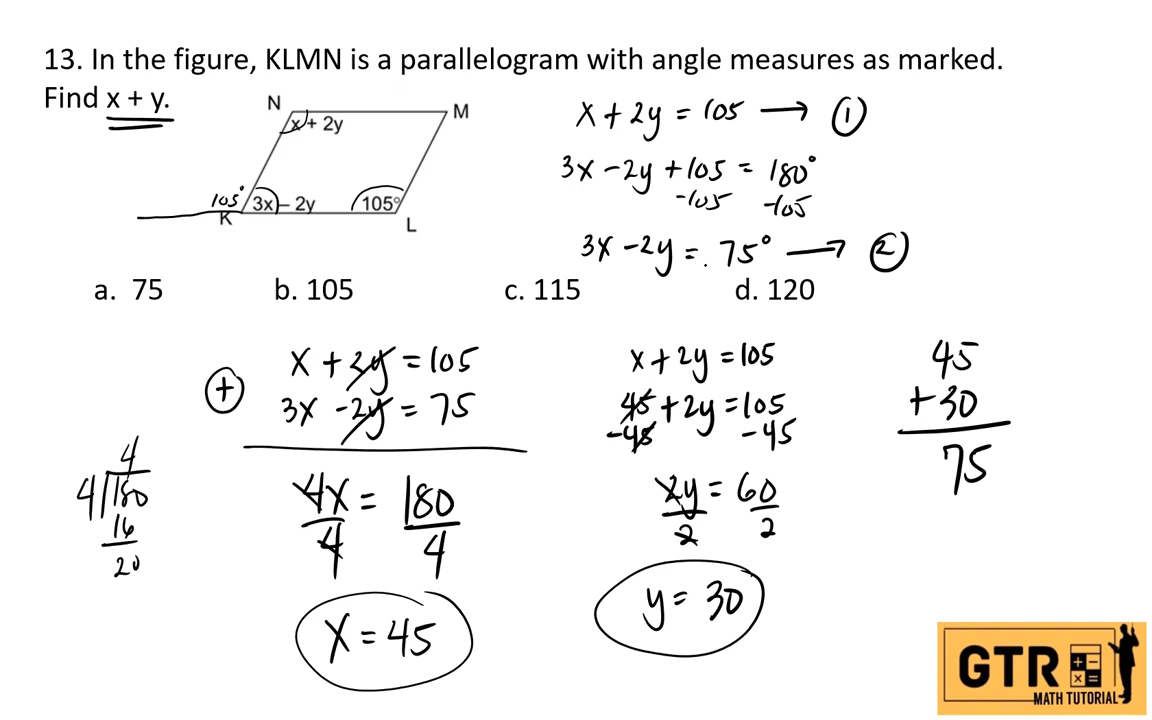 13. In the figure, KLMN is a parallelogram with angle measures as marked.
Find x + y.
N
M
x + 2y
105°
3x – 2y
105°
K
L
x + 2y = 105 → ①
3x - 2y + 105 = 180°
-105 -105
3x - 2y = . 75° → ②
a. 75 b. 105 c. 115 d. 120
x + 2y = 105
+
3x - 2y = 75
4x = 180
4 4
x = 45
4
4 180
16
20
x + 2y = 105
45 + 2y = 105
-45 -45
2y = 60
2 2
y = 30
45
+ 30
75
GTR
+ −
× =
MATH TUTORIAL